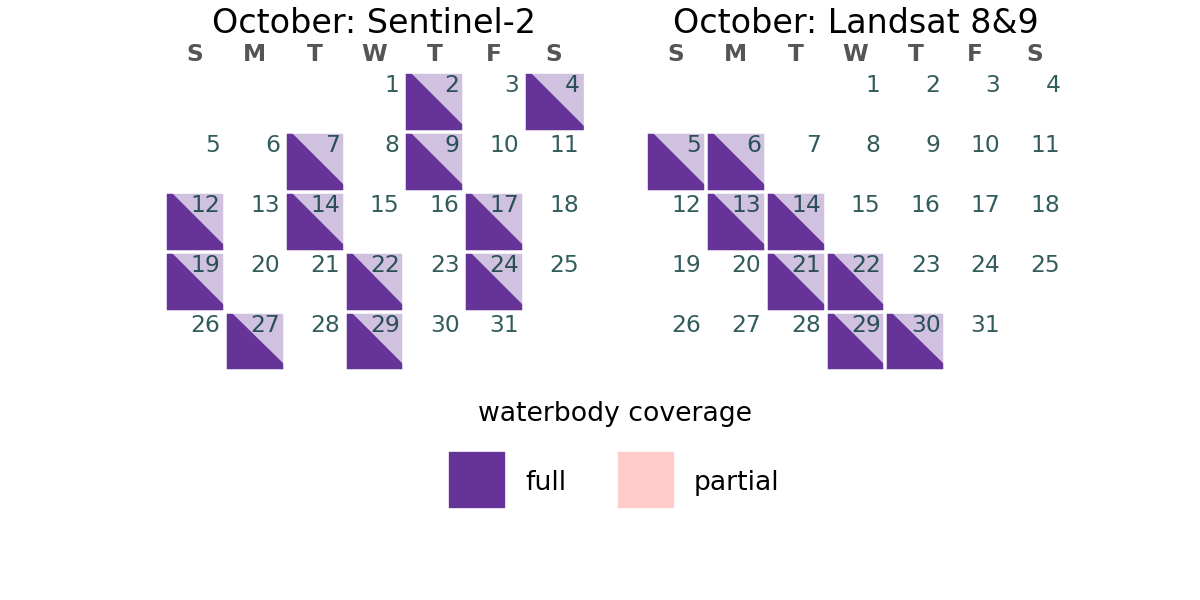 October: Sentinel-2
S M T W T F S
1 2 3 4
5 6 7 8 9 10 11
12 13 14 15 16 17 18
19 20 21 22 23 24 25
26 27 28 29 30 31
October: Landsat 8&9
S M T W T F S
1 2 3 4
5 6 7 8 9 10 11
12 13 14 15 16 17 18
19 20 21 22 23 24 25
26 27 28 29 30 31
waterbody coverage
full partial